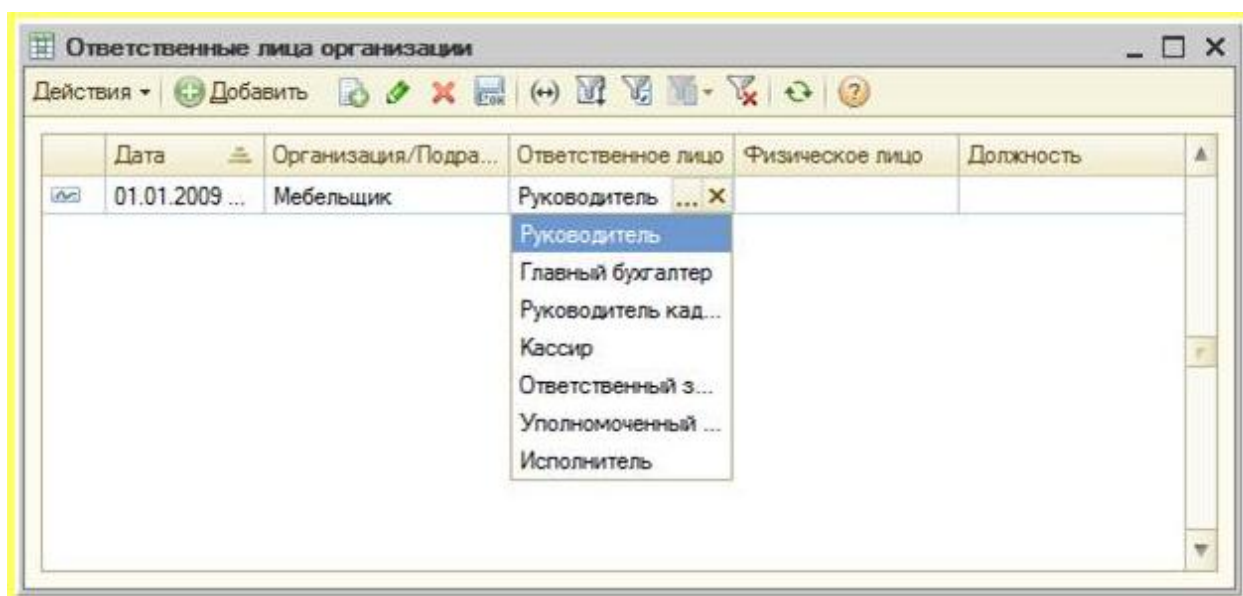 Ответственные лица организации
Действия Добавить
Дата Организация/Подра... Ответственное лицо Физическое лицо Должность
01.01.2009 ... Мебельщик Руководитель ...
Руководитель
Главный бухгалтер
Руководитель кад...
Кассир
Ответственный з...
Уполномоченный ...
Исполнитель